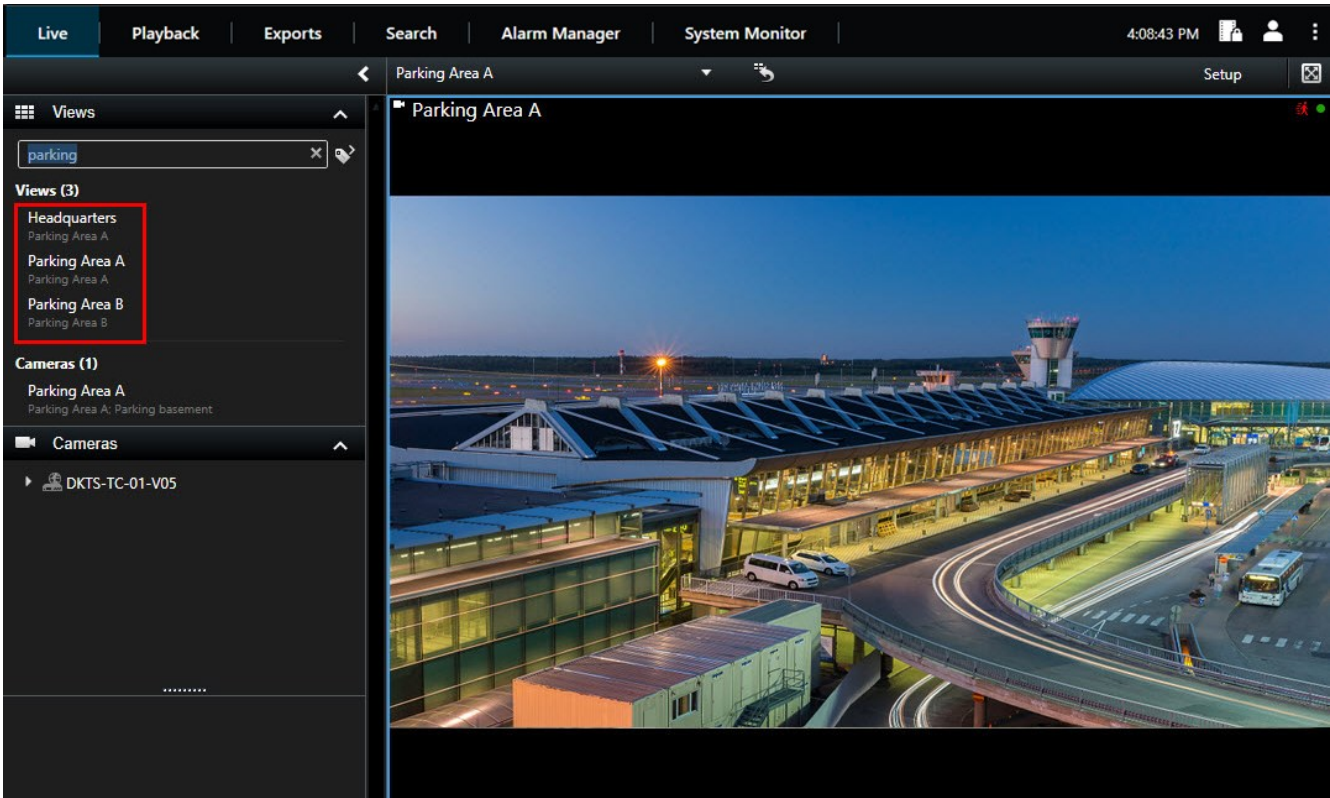 Live Playback Exports Search Alarm Manager System Monitor 4:08:43 PM
Parking Area A Setup
Views
parking
Views (3)
Headquarters
Parking Area A
Parking Area A
Parking Area A
Parking Area B
Parking Area B
Cameras (1)
Parking Area A
Parking Area A; Parking basement
Cameras
DKTS-TC-01-V05
Parking Area A